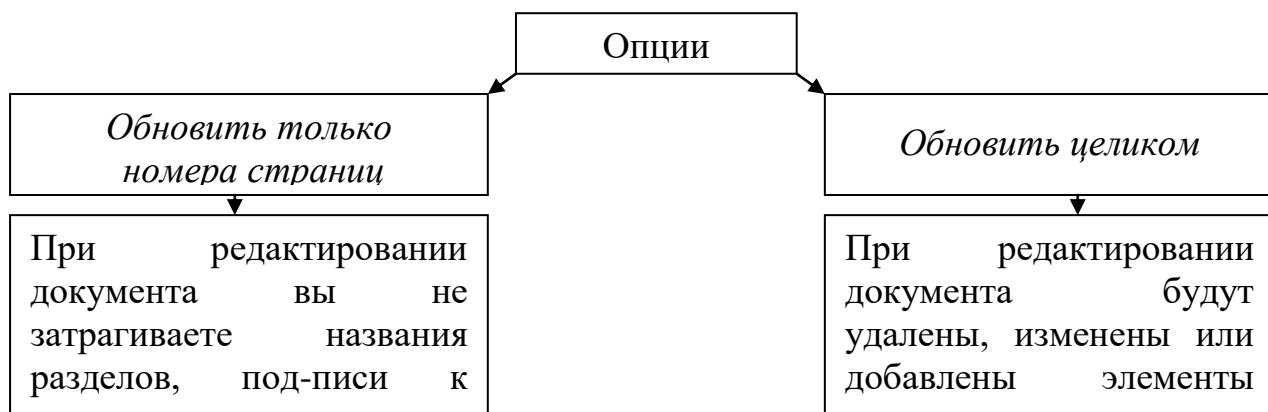 Опции
Обновить только
номера страниц
Обновить целиком
При редактировании
документа вы не
затрагиваете названия
разделов, под-писи к
При редактировании
документа будут
удалены, изменены или
добавлены элементы